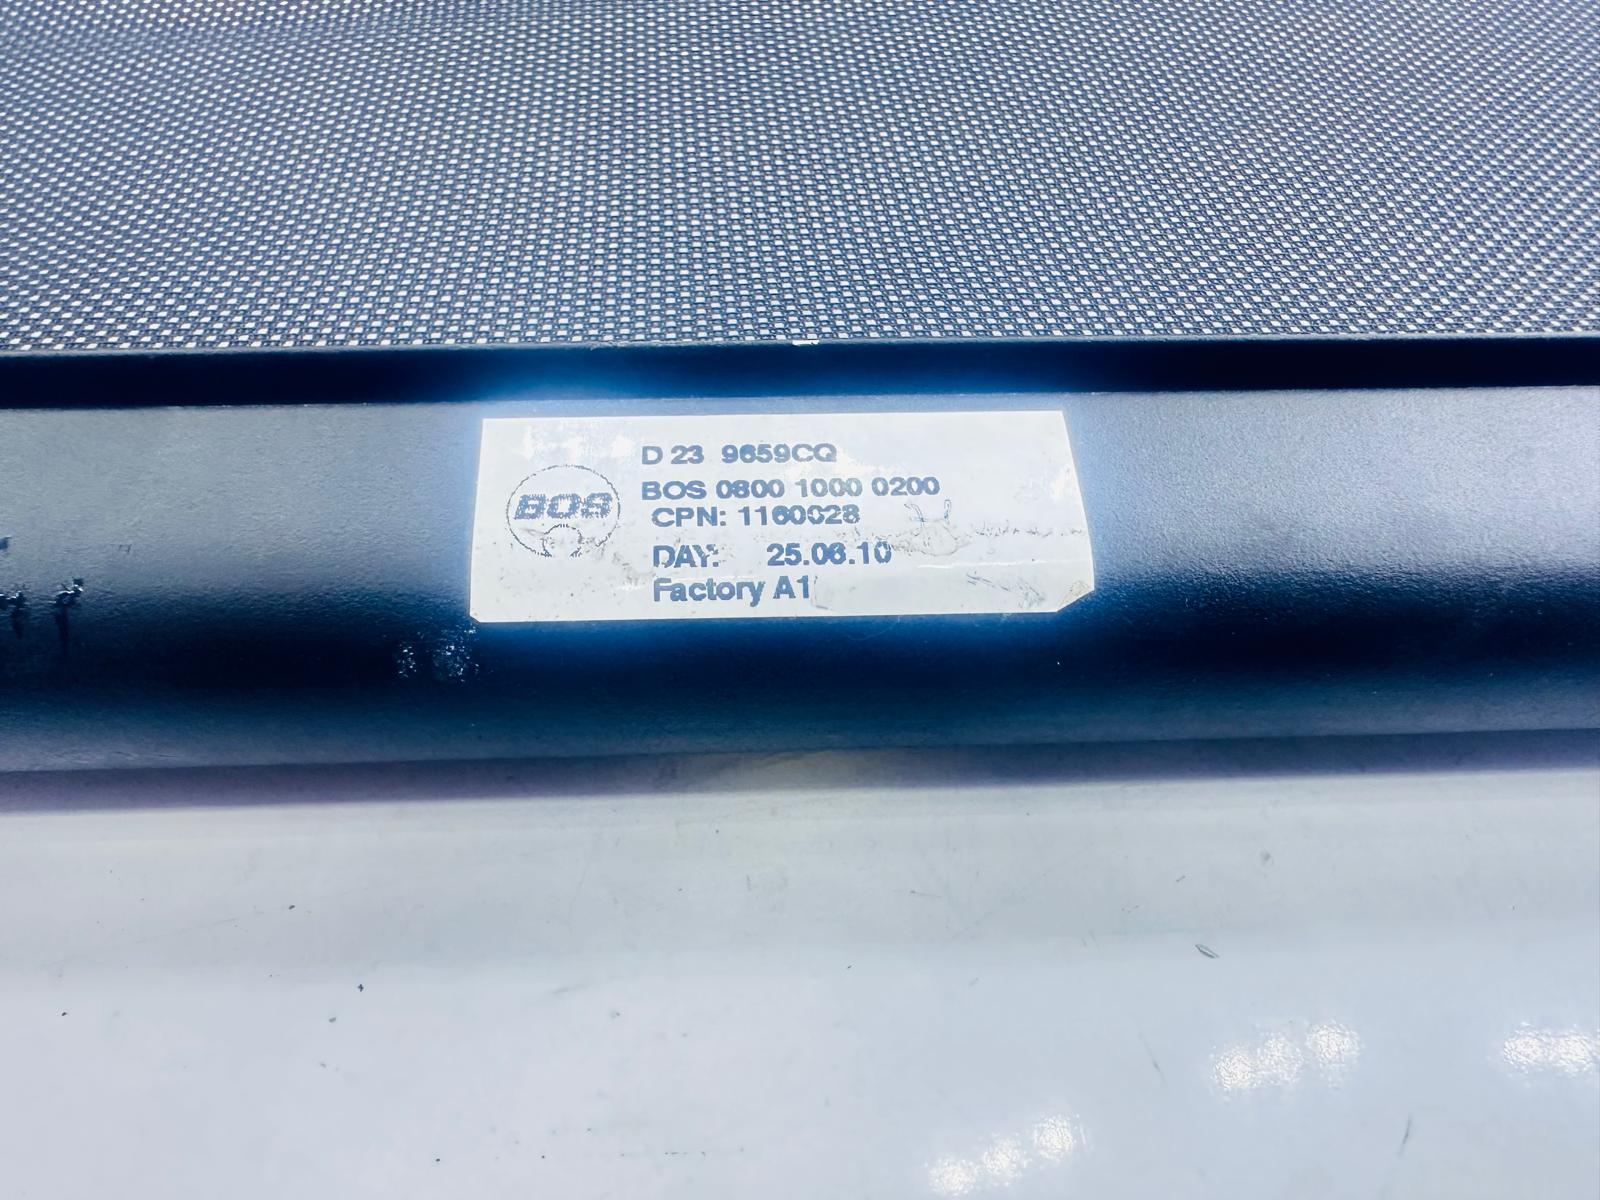 D 23 9659CQ
BOS
BOS 0800 1000 0200
CPN: 1160028
DAY: 25.06.10
Factory A1